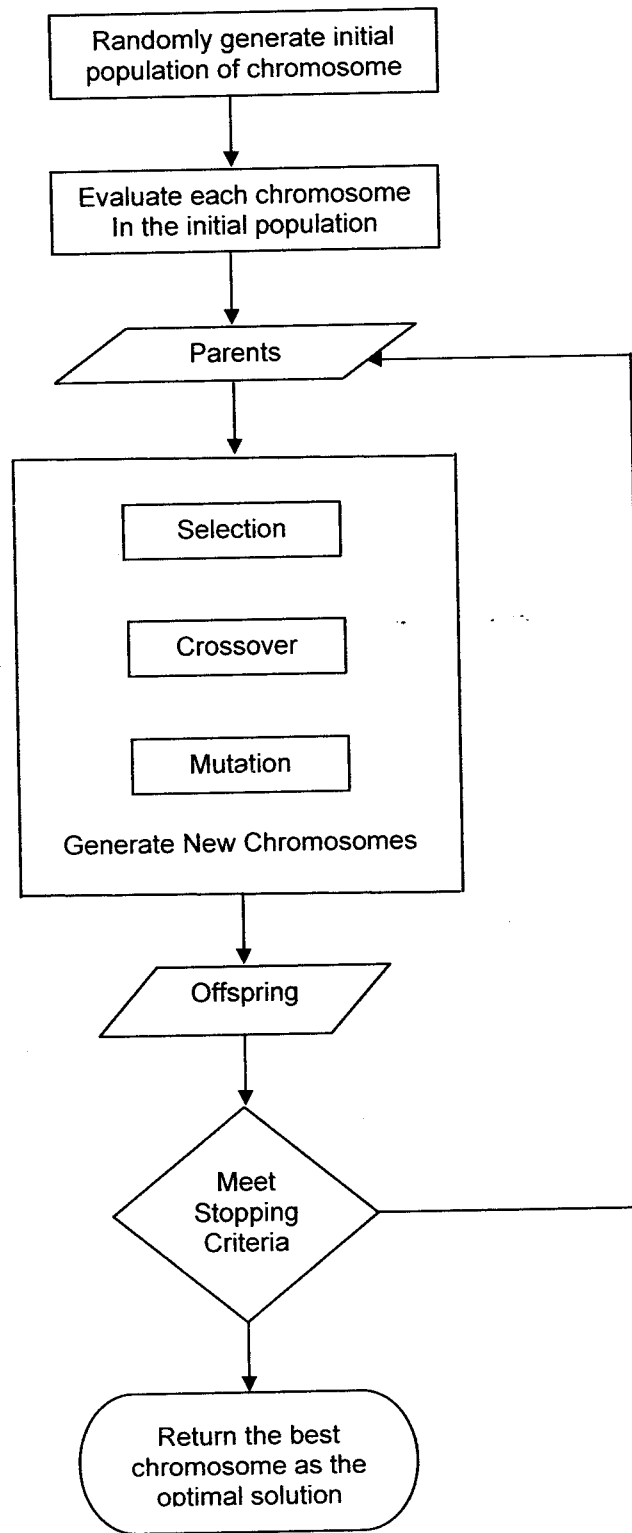 Randomly generate initial
population of chromosome
Evaluate each chromosome
In the initial population
Parents
Selection
Crossover
Mutation
Generate New Chromosomes
Offspring
Meet
Stopping
Criteria
Return the best
chromosome as the
optimal solution